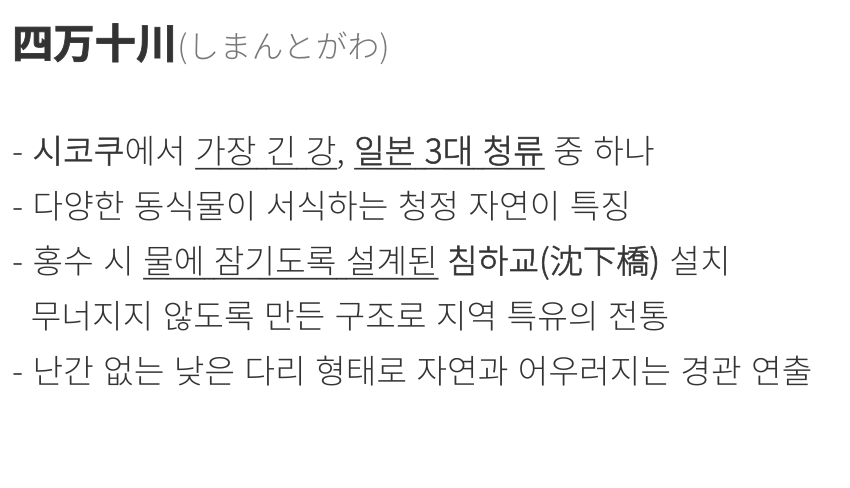 四万十川(しまんとがわ)
- 시코쿠에서 가장 긴 강, 일본 3대 청류 중 하나
- 다양한 동식물이 서식하는 청정 자연이 특징
- 홍수 시 물에 잠기도록 설계된 침하교(沈下橋) 설치
무너지지 않도록 만든 구조로 지역 특유의 전통
- 난간 없는 낮은 다리 형태로 자연과 어우러지는 경관 연출